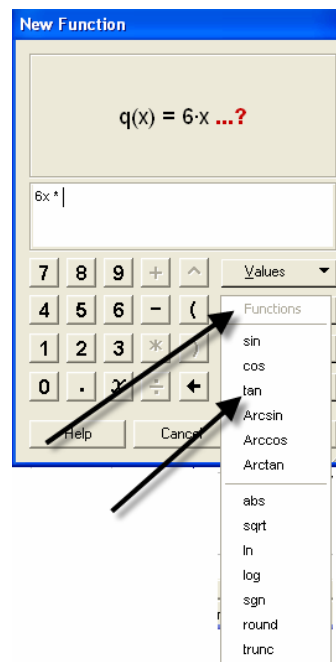 New Function
q(x) = 6·x ...?
6x *
7 8 9 + ^ Values
4 5 6 - ( Functions
1 2 3 * )
0 . x ÷
Help Cancel
sin
cos
tan
Arcsin
Arccos
Arctan
abs
sqrt
ln
log
sgn
round
trunc